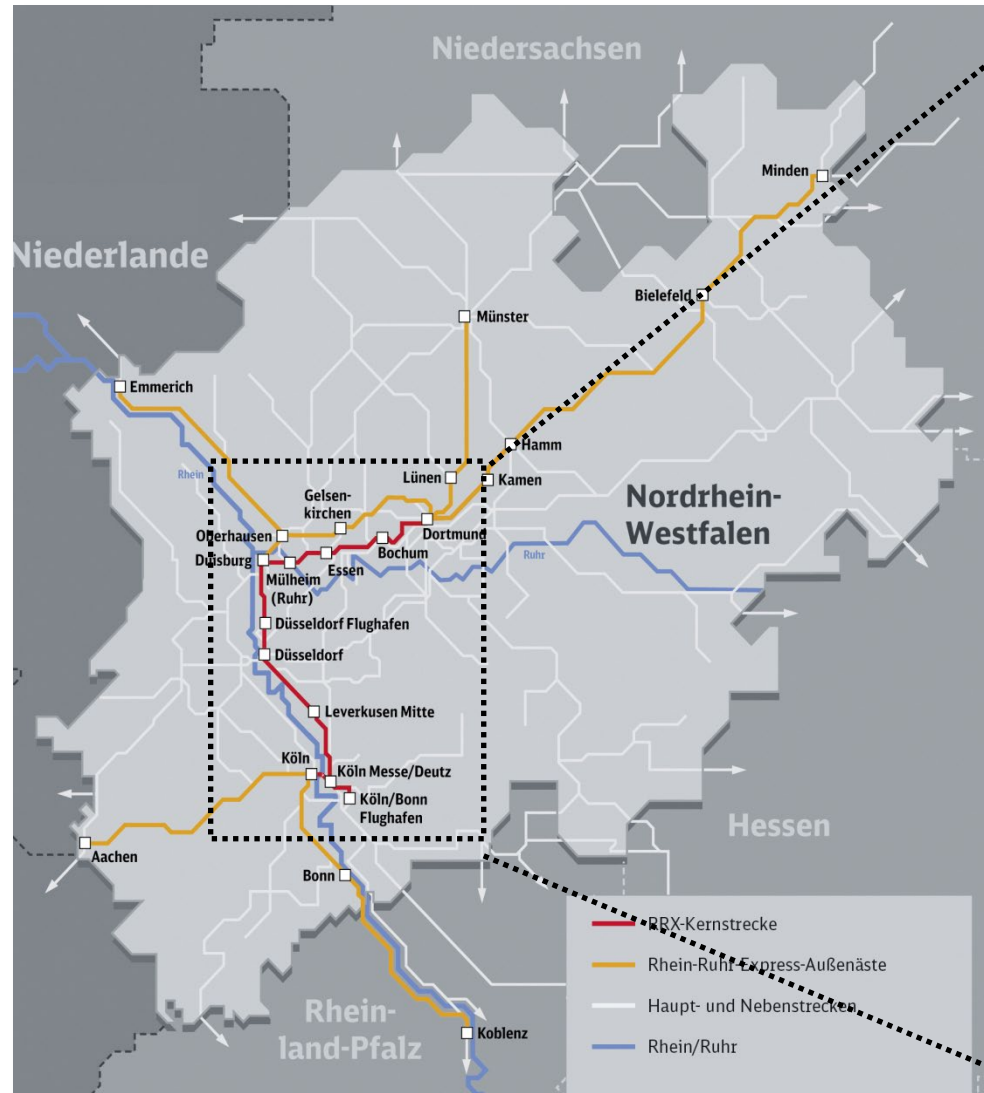 Niedersachsen
Minden
Niederlande
Bielefeld
Münster
Emmerich
Hamm
Rhein
Lünen
Kamen
Gelsen-
kirchen
Nordrhein-
Westfalen
Oberhausen
Dortmund
Bochum
Ruhr
Duisburg
Essen
Mülheim
(Ruhr)
Düsseldorf Flughafen
Düsseldorf
Leverkusen Mitte
Köln
Köln Messe/Deutz
Köln/Bonn
Flughafen
Hessen
Aachen
Bonn
RRX-Kernstrecke
Rhein-Ruhr-Express-Außenäste
Haupt- und Nebenstrecken
Rhein/Ruhr
Rhein-
land-Pfalz
Koblenz